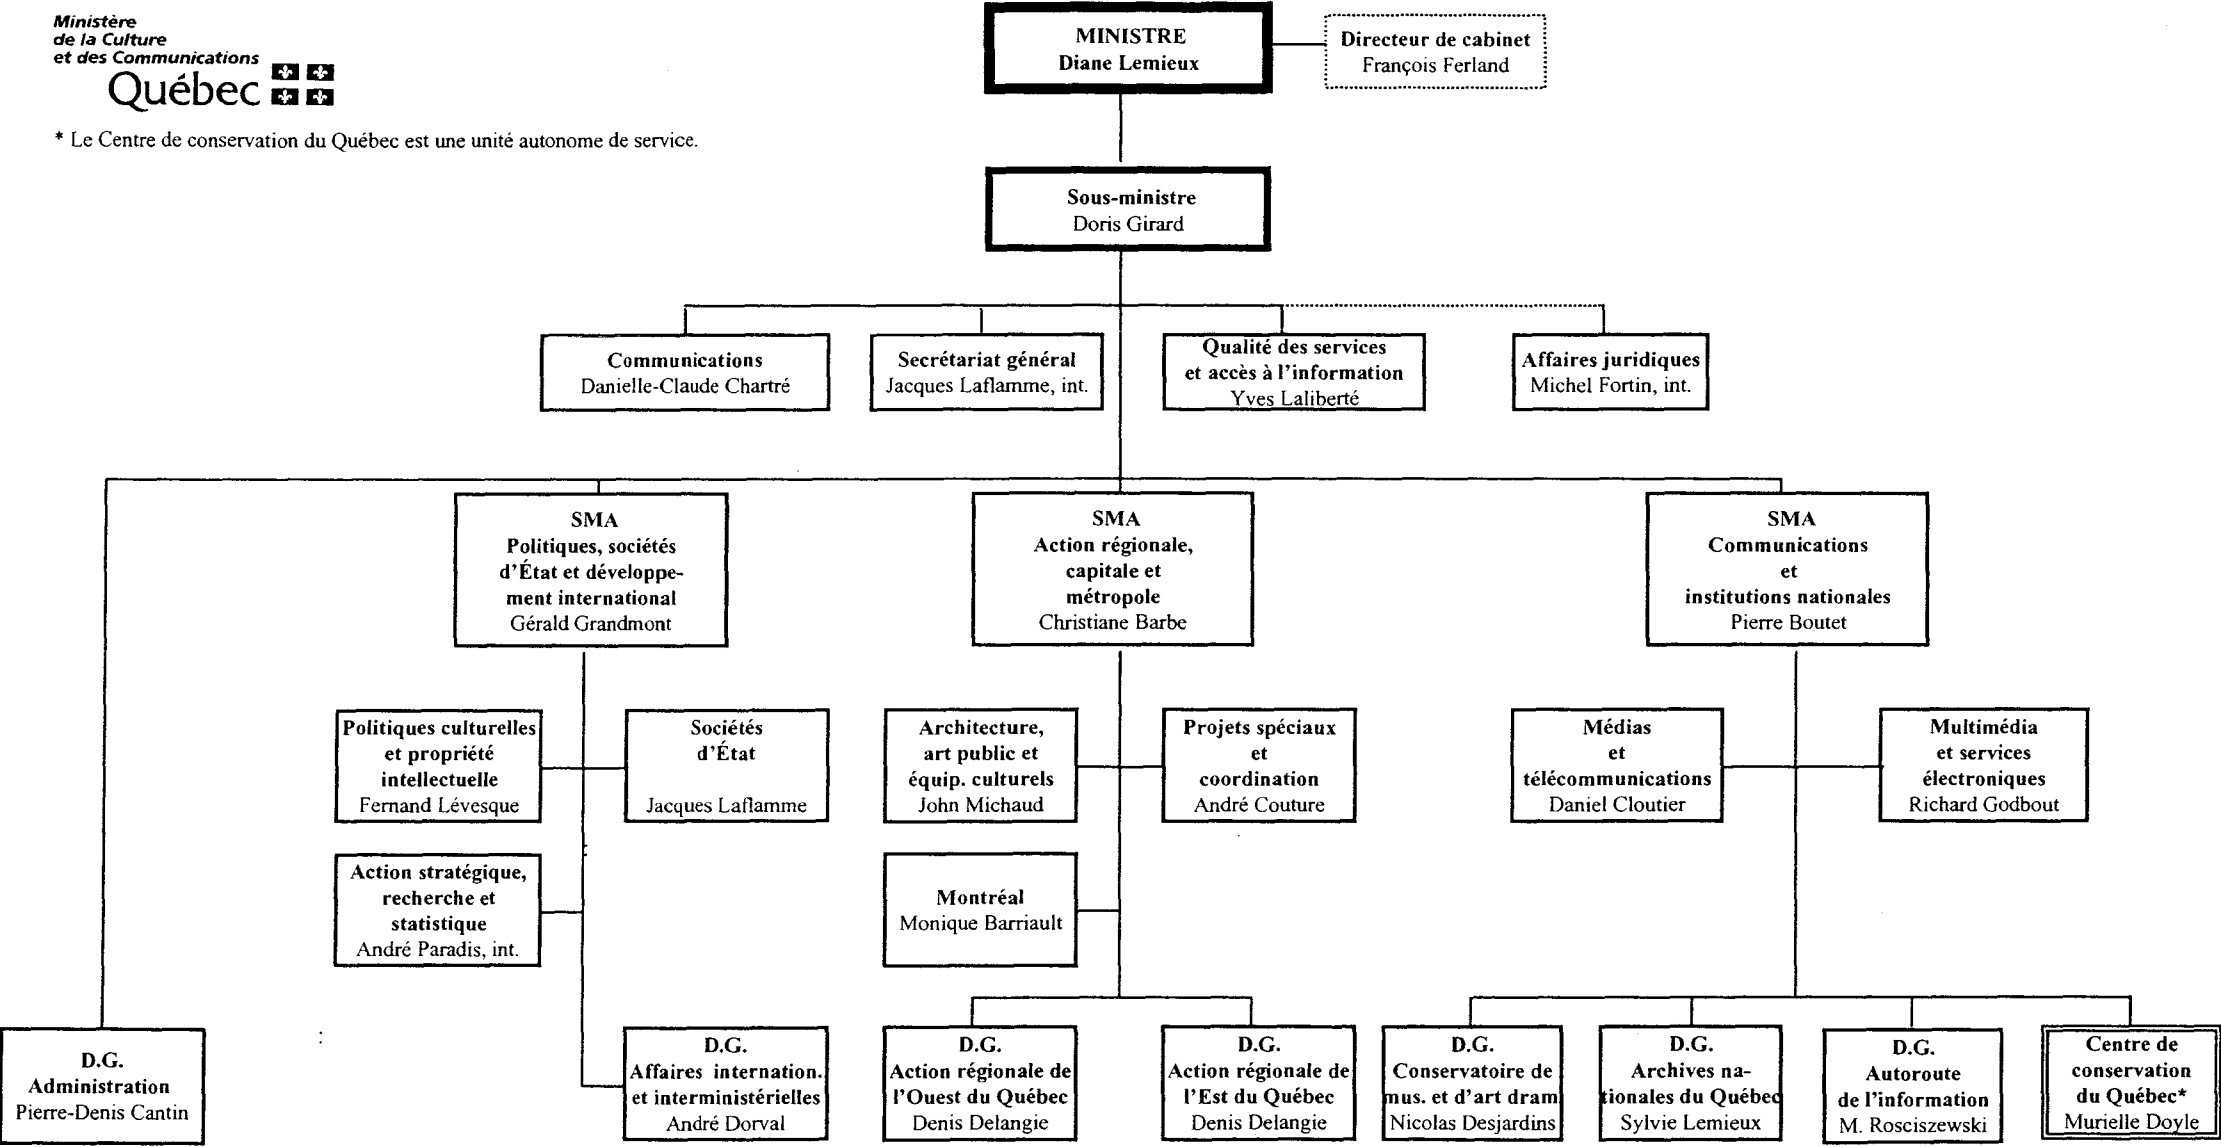 Ministère
de la Culture
et des Communications
Québec
* Le Centre de conservation du Québec est une unité autonome de service.
MINISTRE
Diane Lemieux
Directeur de cabinet
François Ferland
Sous-ministre
Doris Girard
Communications
Danielle-Claude Chartré
Secrétariat général
Jacques Laflamme, int.
Qualité des services
et accès à l'information
Yves Laliberté
Affaires juridiques
Michel Fortin, int.
SMA
Politiques, sociétés
d'État et développe-
ment international
Gérald Grandmont
SMA
Action régionale,
capitale et
métropole
Christiane Barbe
SMA
Communications
et
institutions nationales
Pierre Boutet
Politiques culturelles
et propriété
intellectuelle
Fernand Lévesque
Sociétés
d'État
Jacques Laflamme
Architecture,
art public et
équip. culturels
John Michaud
Projets spéciaux
et
coordination
André Couture
Médias
et
télécommunications
Daniel Cloutier
Multimédia
et services
électroniques
Richard Godbout
Action stratégique,
recherche et
statistique
André Paradis, int.
Montréal
Monique Barriault
D.G.
Administration
Pierre-Denis Cantin
D.G.
Affaires internation.
et interministérielles
André Dorval
D.G.
Action régionale de
l'Ouest du Québec
Denis Delangie
D.G.
Action régionale de
l'Est du Québec
Denis Delangie
D.G.
Conservatoire de
mus. et d'art dram
Nicolas Desjardins
D.G.
Archives na-
tionales du Québec
Sylvie Lemieux
D.G.
Autoroute
de l'information
M. Rosciszewski
Centre de
conservation
du Québec*
Murielle Doyle